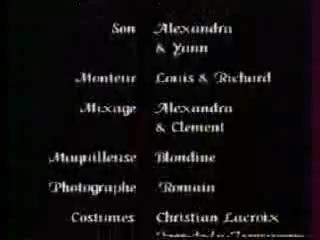 Son Alexandra
& Yann
Monteur Louis & Richard
Mixage Alexandra
& Clement
Maquilleuse Blondine
Photographe Romain
Costumes Christian Lacroix